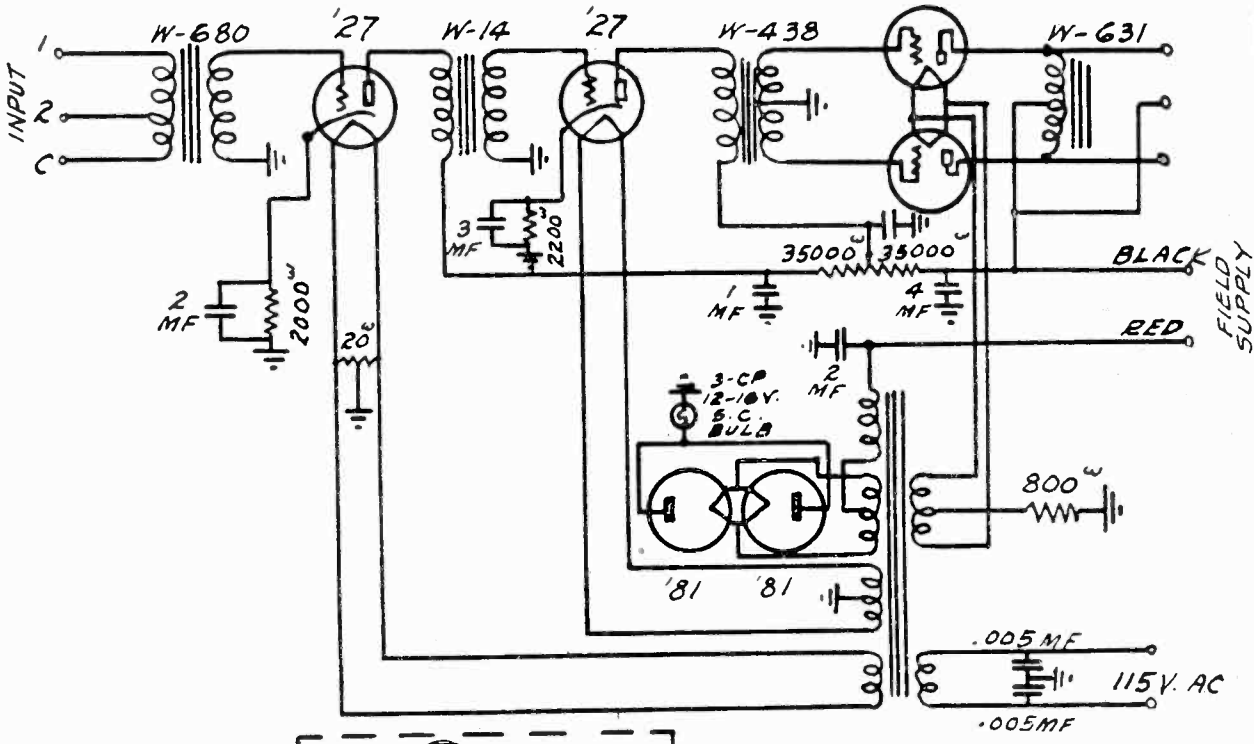 W-680
'27
W-14
'27
W-438
W-631
INPUT
1
2
C
3
MF
2200 ω
35000 ω
35000 ω
BLACK
FIELD
SUPPLY
2
MF
2000 ω
1
MF
4
MF
20 ω
RED
2
MF
3-CP
12-16V.
S.C.
BULB
800 ω
'81
'81
.005MF
115V. AC
.005MF